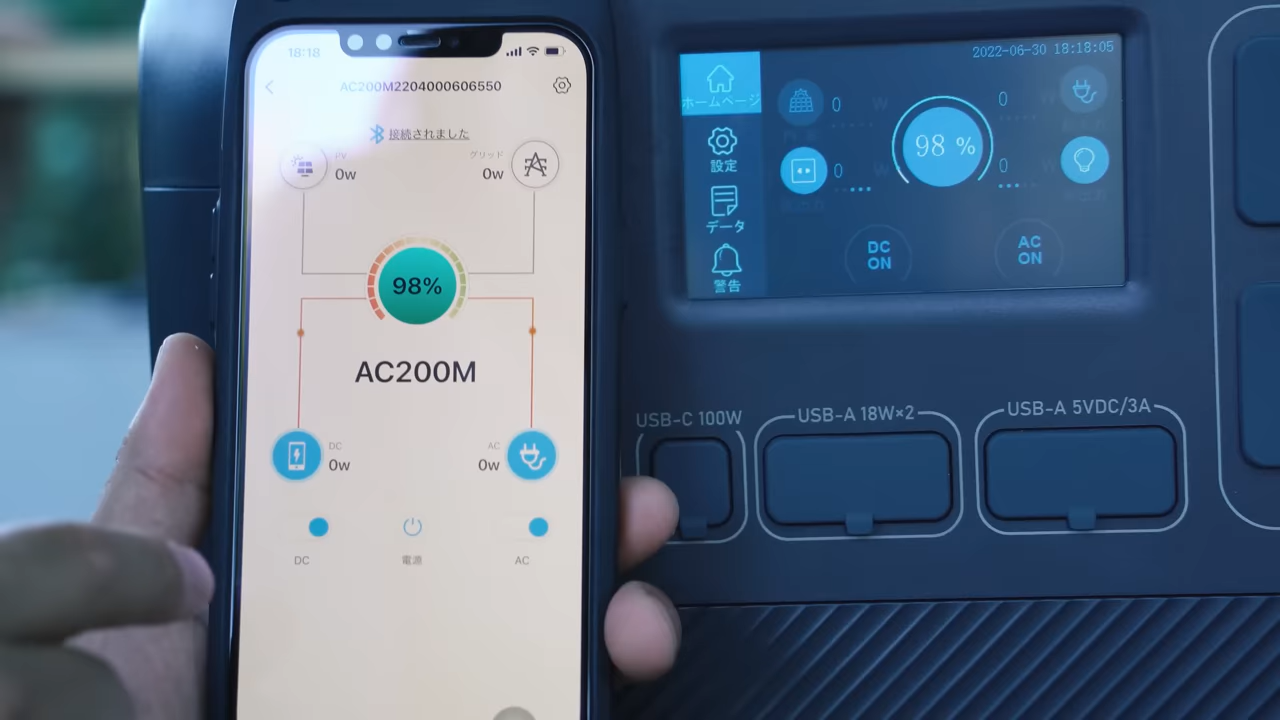 18:18
AC200M2204000606550
接続されました
PV
0w
グリッド
0w
98%
AC200M
DC
0w
AC
0w
DC
電源
AC
2022-06-30 18:18:05
ホームページ
設定
データ
警告
0
0
98 %
0
0
DC
ON
AC
ON
USB-C 100W
USB-A 18W×2
USB-A 5VDC/3A